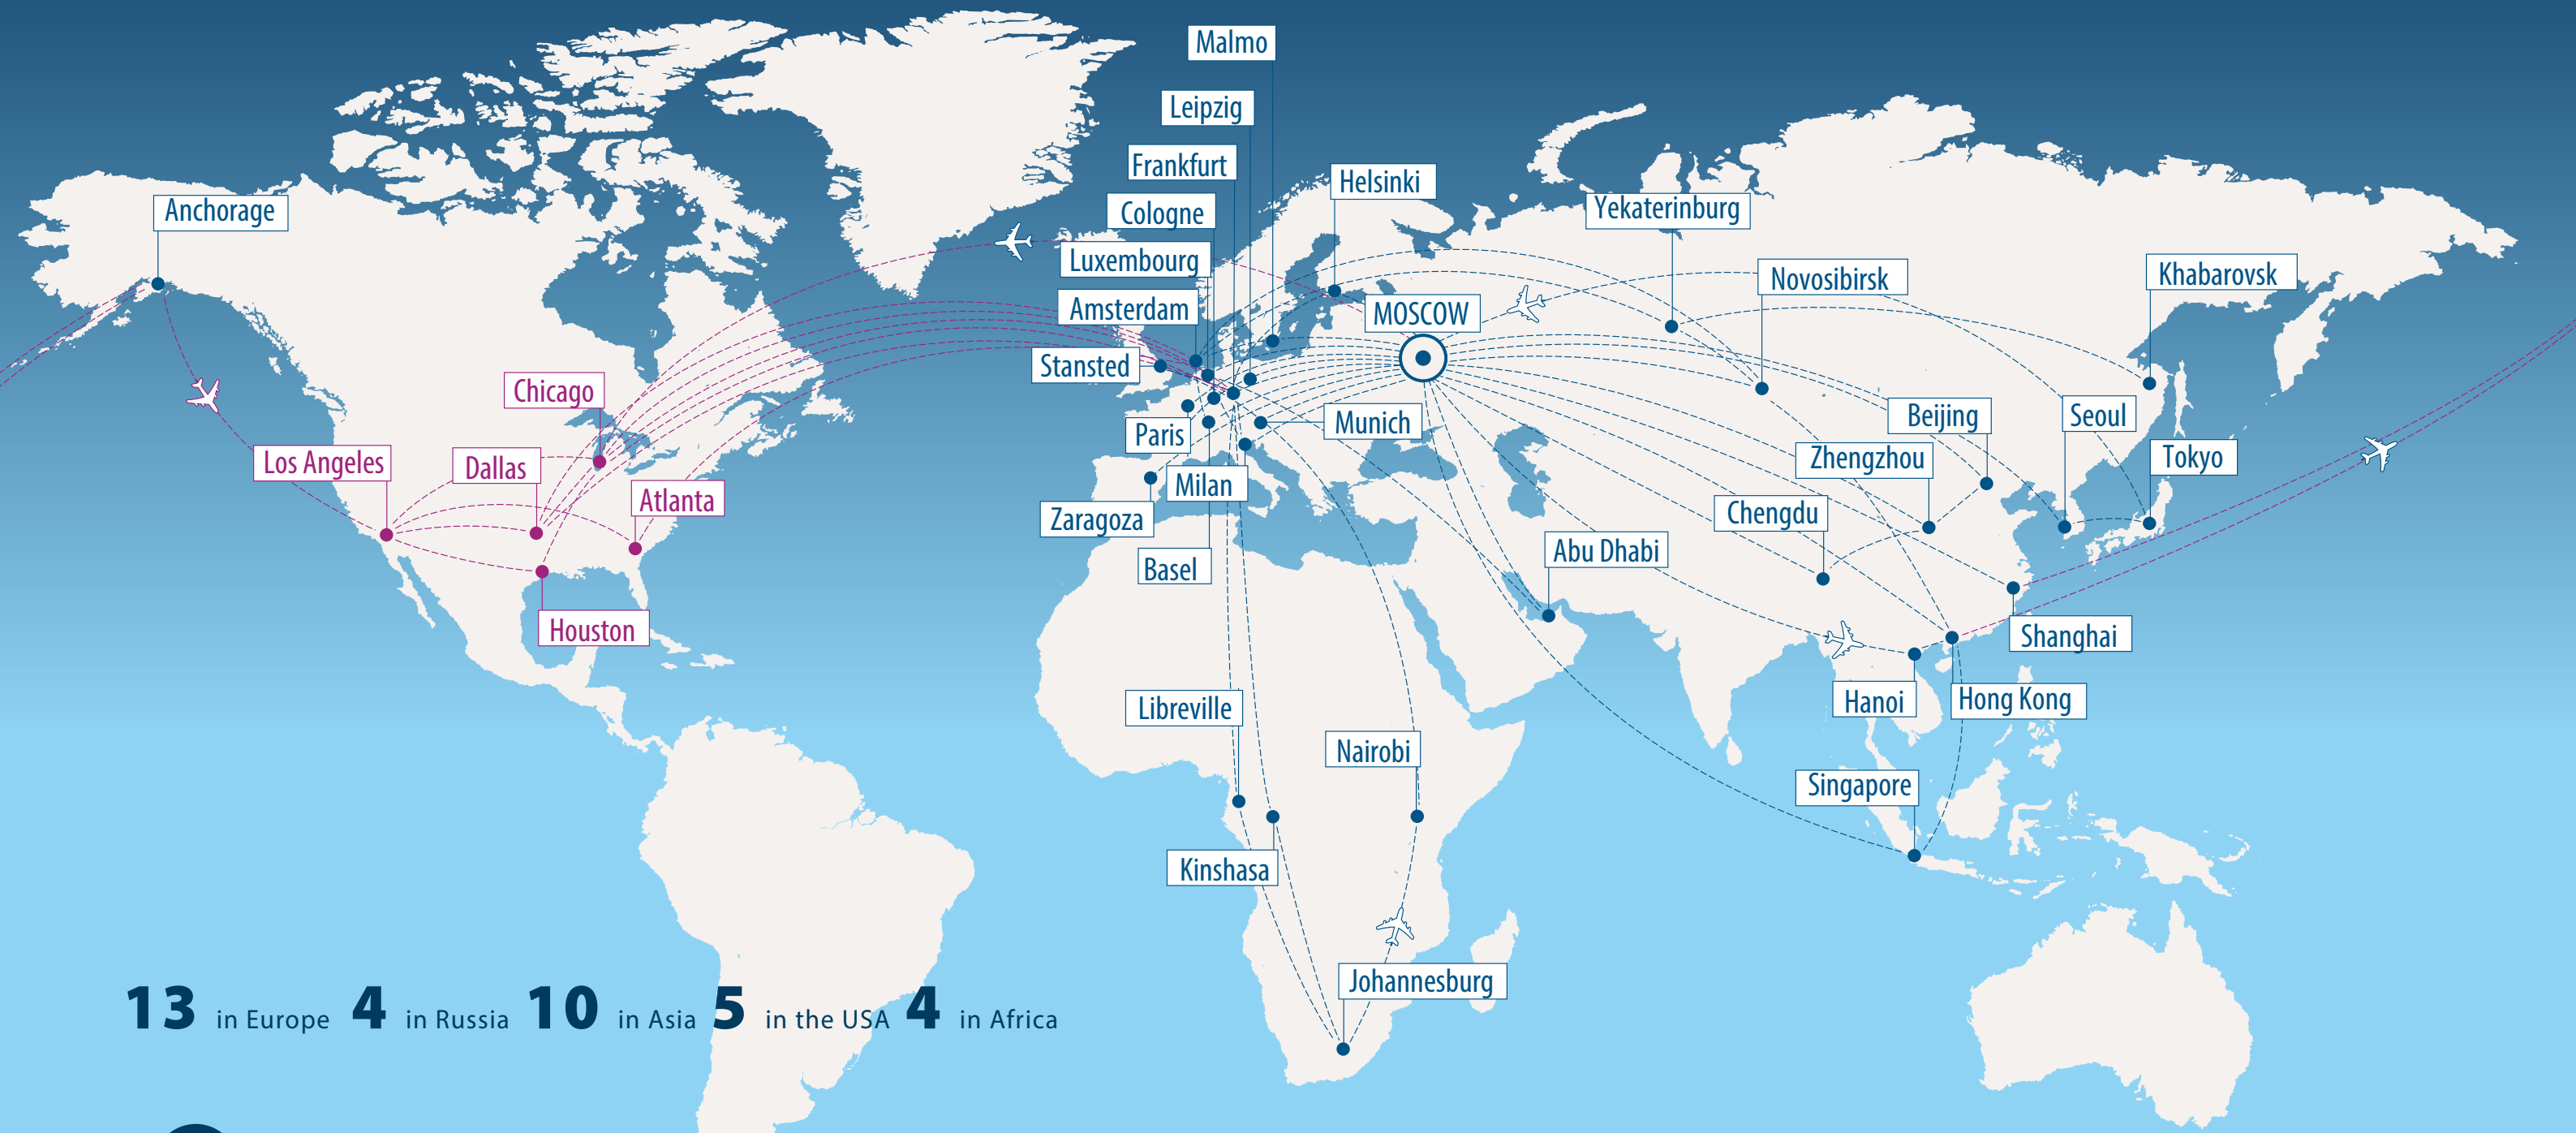 Malmo
Leipzig
Frankfurt
Helsinki
Cologne
Yekaterinburg
Anchorage
Luxembourg
Novosibirsk
Khabarovsk
Amsterdam
MOSCOW
Stansted
Chicago
Beijing
Seoul
Munich
Paris
Zhengzhou
Tokyo
Los Angeles
Dallas
Milan
Atlanta
Chengdu
Zaragoza
Abu Dhabi
Basel
Houston
Shanghai
Hanoi
Hong Kong
Libreville
Nairobi
Singapore
Kinshasa
Johannesburg
13 in Europe 4 in Russia 10 in Asia 5 in the USA 4 in Africa